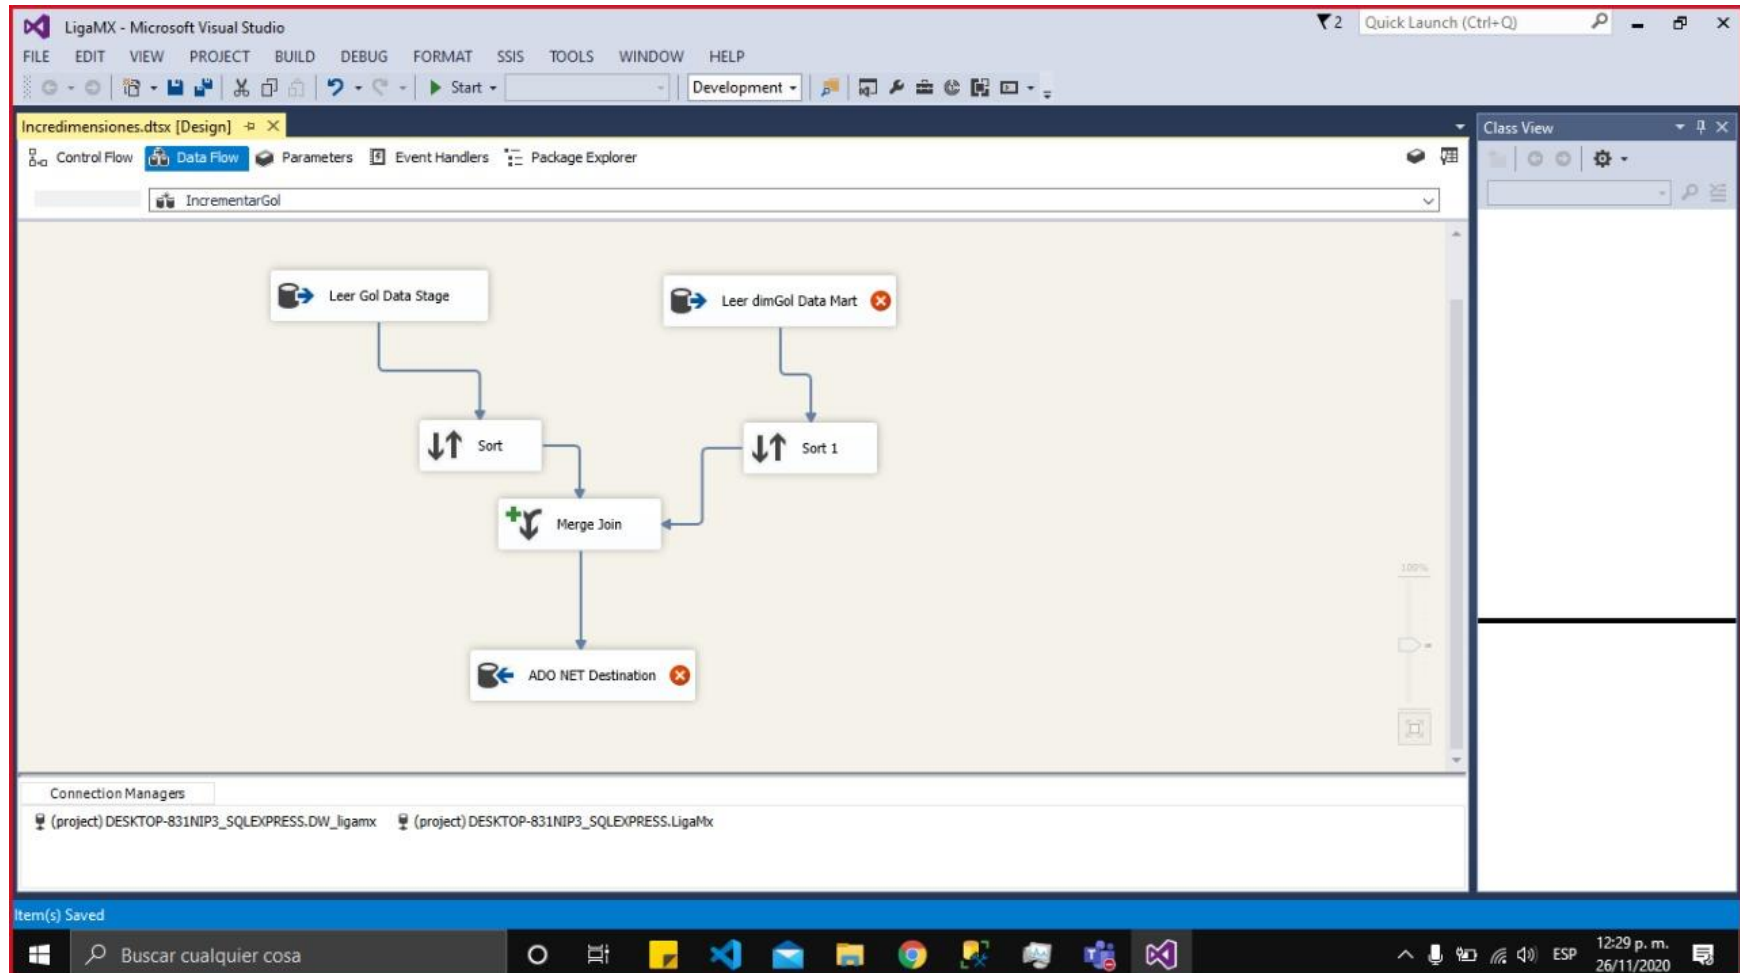 LigaMX - Microsoft Visual Studio
2
Quick Launch (Ctrl+Q)
FILE EDIT VIEW PROJECT BUILD DEBUG FORMAT SSIS TOOLS WINDOW HELP
Start
Development
Incredimensiones.dtsx [Design]
Class View
Control Flow Data Flow Parameters Event Handlers Package Explorer
IncrementarGol
Leer Gol Data Stage
Leer dimGol Data Mart
Sort
Sort 1
Merge Join
100%
ADO NET Destination
Connection Managers
(project) DESKTOP-831NIP3_SQLEXPRESS.DW_ligamx (project) DESKTOP-831NIP3_SQLEXPRESS.LigaMx
Item(s) Saved
Buscar cualquier cosa
ESP
12:29 p. m.
26/11/2020